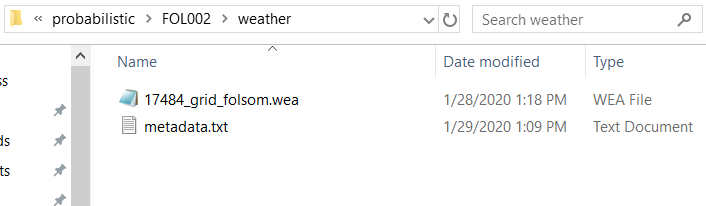 « probabilistic > FOL002 > weather
Search weather
Name
Date modified
Type
17484_grid_folsom.wea
1/28/2020 1:18 PM
WEA File
metadata.txt
1/29/2020 1:09 PM
Text Document
ss
ds
ts